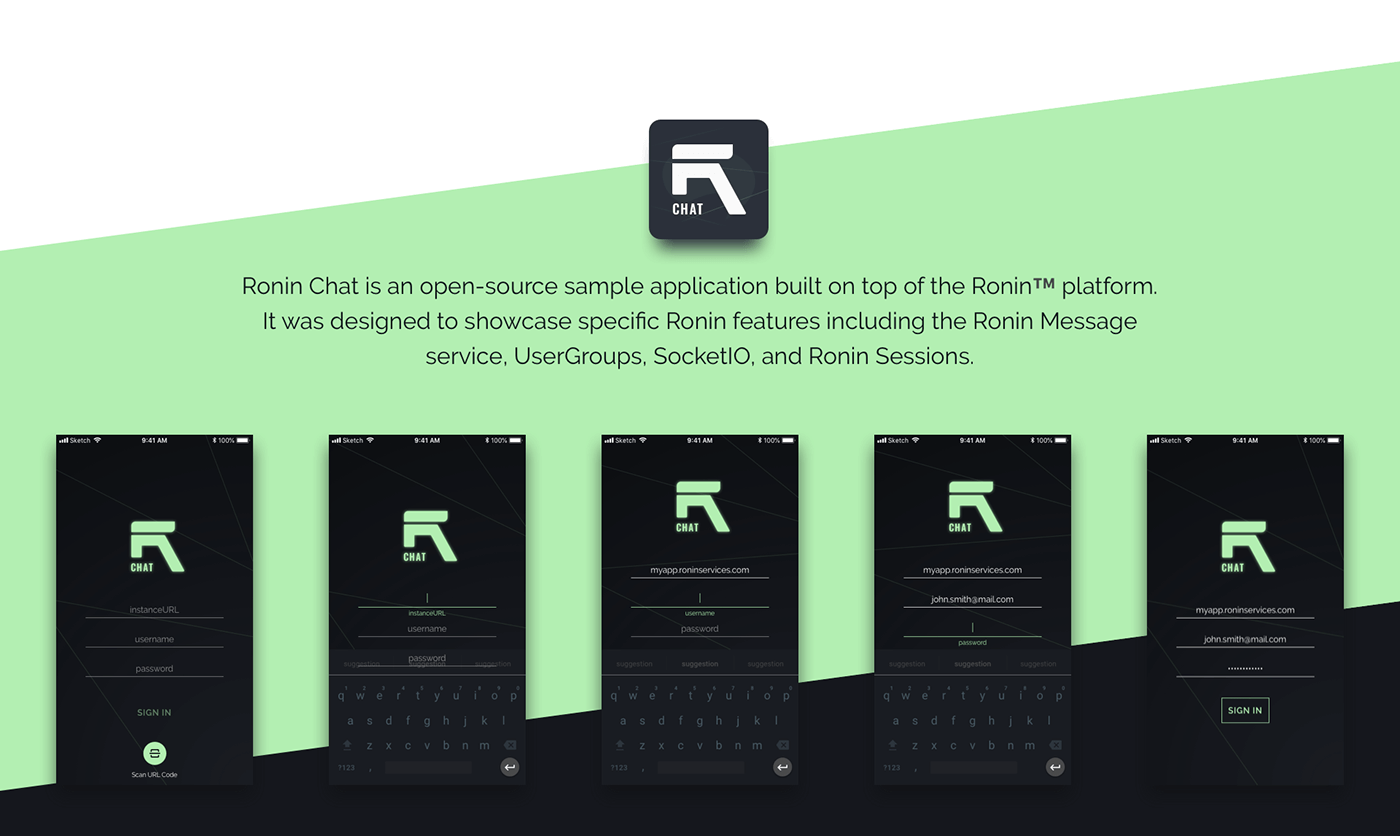 CHAT
Ronin Chat is an open-source sample application built on top of the Ronin™ platform.
It was designed to showcase specific Ronin features including the Ronin Message
service, UserGroups, SocketIO, and Ronin Sessions.
Sketch 9:41 AM 100%
CHAT
instanceURL
username
password
SIGN IN
Scan URL Code
Sketch 9:41 AM 100%
CHAT
instanceURL
username
password
suggestion suggestion suggestion
1 2 3 4 5 6 7 8 9 0
q w e r t y u i o p
a s d f g h j k l
z x c v b n m
?123 ,
Sketch 9:41 AM 100%
CHAT
myapp.roninservices.com
username
password
suggestion suggestion suggestion
1 2 3 4 5 6 7 8 9 0
q w e r t y u i o p
a s d f g h j k l
z x c v b n m
?123 ,
Sketch 9:41 AM 100%
CHAT
myapp.roninservices.com
john.smith@mail.com
password
suggestion suggestion suggestion
1 2 3 4 5 6 7 8 9 0
q w e r t y u i o p
a s d f g h j k l
z x c v b n m
?123 ,
Sketch 9:41 AM 100%
CHAT
myapp.roninservices.com
john.smith@mail.com
••••••••••••
SIGN IN